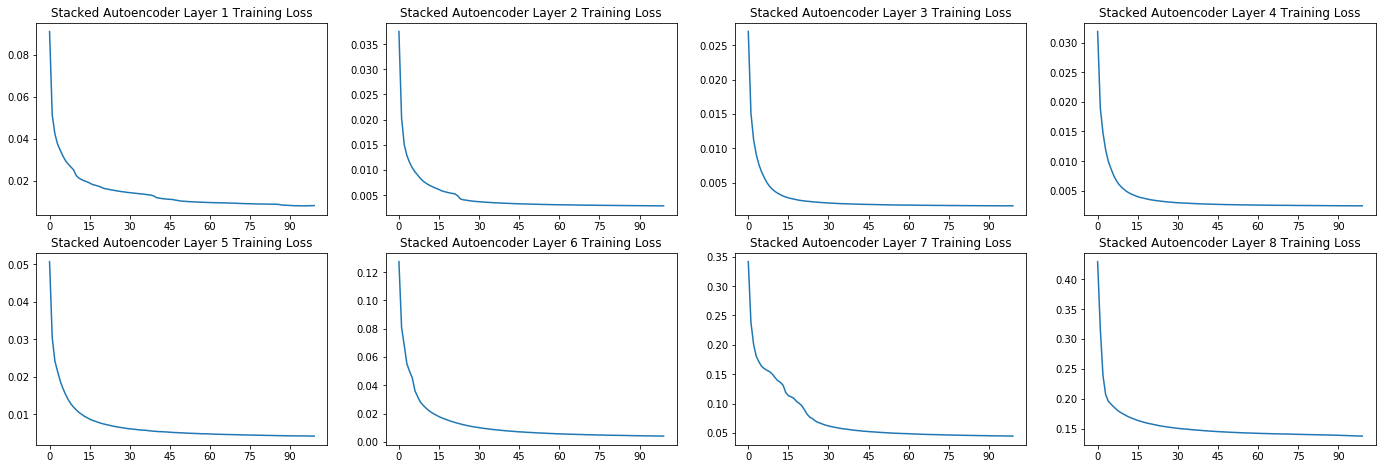 Stacked Autoencoder Layer 1 Training Loss
0.08
0.06
0.04
0.02
0 15 30 45 60 75 90
Stacked Autoencoder Layer 2 Training Loss
0.035
0.030
0.025
0.020
0.015
0.010
0.005
0 15 30 45 60 75 90
Stacked Autoencoder Layer 3 Training Loss
0.025
0.020
0.015
0.010
0.005
0 15 30 45 60 75 90
Stacked Autoencoder Layer 4 Training Loss
0.030
0.025
0.020
0.015
0.010
0.005
0 15 30 45 60 75 90
Stacked Autoencoder Layer 5 Training Loss
0.05
0.04
0.03
0.02
0.01
0 15 30 45 60 75 90
Stacked Autoencoder Layer 6 Training Loss
0.12
0.10
0.08
0.06
0.04
0.02
0.00
0 15 30 45 60 75 90
Stacked Autoencoder Layer 7 Training Loss
0.35
0.30
0.25
0.20
0.15
0.10
0.05
0 15 30 45 60 75 90
Stacked Autoencoder Layer 8 Training Loss
0.40
0.35
0.30
0.25
0.20
0.15
0 15 30 45 60 75 90